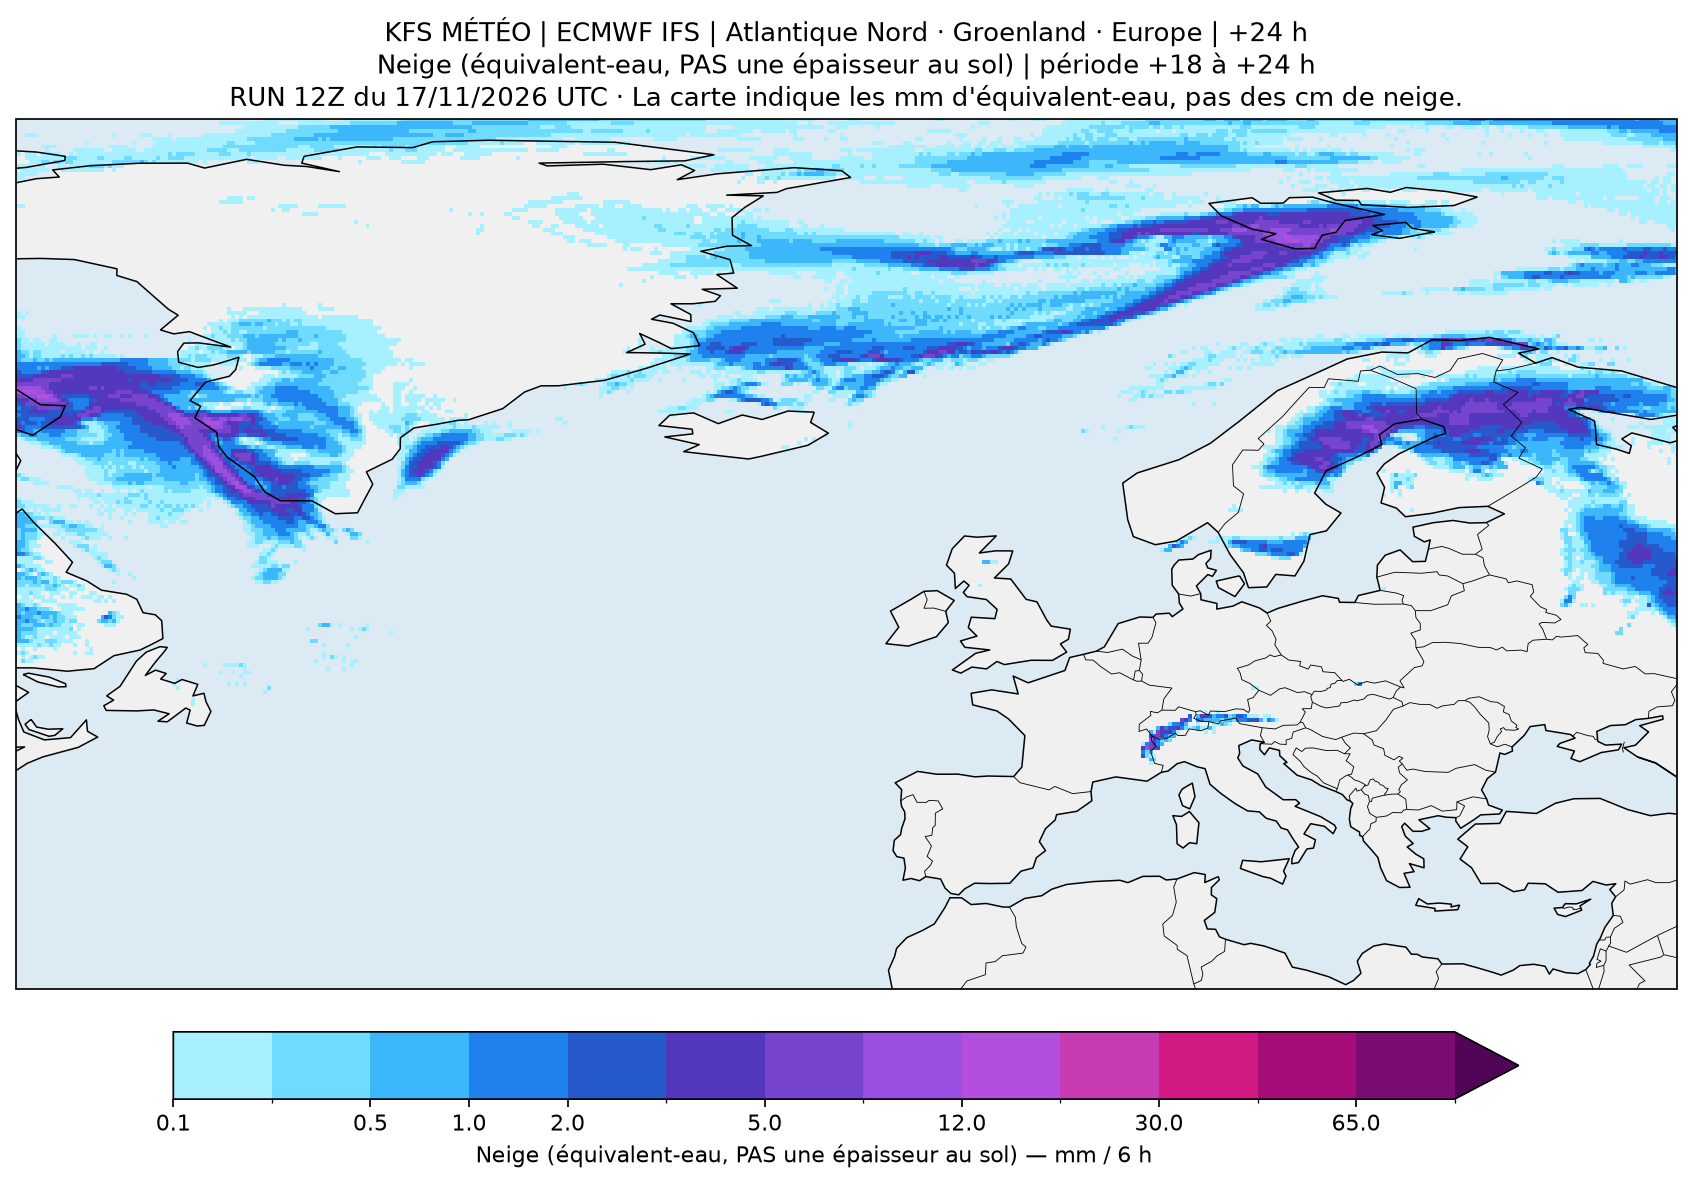 KFS MÉTÉO | ECMWF IFS | Atlantique Nord · Groenland · Europe | +24 h
Neige (équivalent-eau, PAS une épaisseur au sol) | période +18 à +24 h
RUN 12Z du 17/11/2026 UTC · La carte indique les mm d'équivalent-eau, pas des cm de neige.
0.1 0.5 1.0 2.0 5.0 12.0 30.0 65.0
Neige (équivalent-eau, PAS une épaisseur au sol) — mm / 6 h